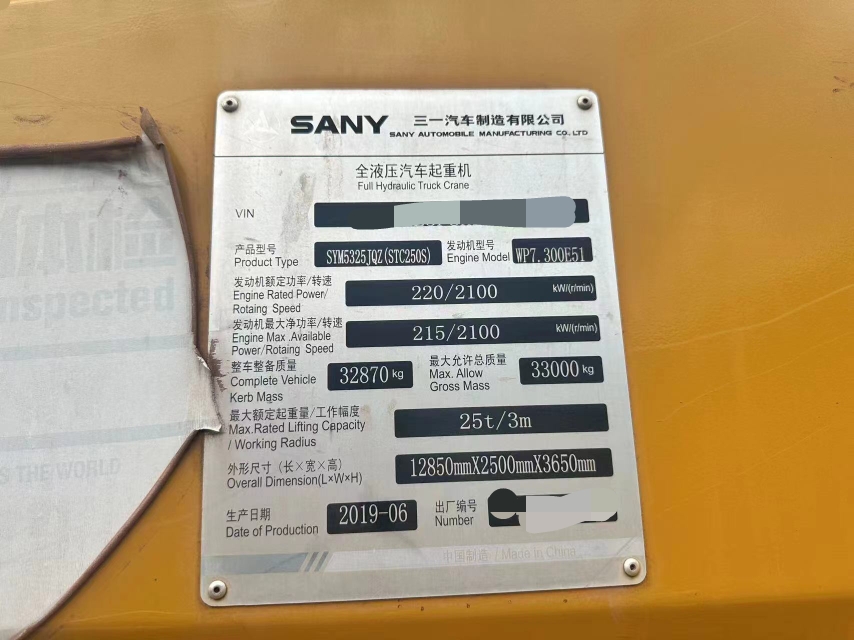 SANY 三一汽车制造有限公司
SANY AUTOMOBILE MANUFACTURING CO.,LTD
全液压汽车起重机
Full Hydraulic Truck Crane
VIN
产品型号 SYM5325JQZ(STC250S) 发动机型号 WP7.300E51
Product Type Engine Model
发动机额定功率/转速 220/2100 kW/(r/min)
Engine Rated Power/
Rotaing Speed
发动机最大净功率/转速 215/2100 kW/(r/min)
Engine Max .Available
Power/Rotaing Speed
整车整备质量 32870 kg 最大允许总质量 33000 kg
Complete Vehicle Max. Allow
Kerb Mass Gross Mass
最大额定起重量/工作幅度 25t/3m
Max.Rated Lifting Capacity
/ Working Radius
外形尺寸（长×宽×高） 12850mmX2500mmX3650mm
Overall Dimension(L×W×H)
生产日期 2019-06 出厂编号
Date of Production Number
中国制造 / Made in China
nspected
S THE WORLD